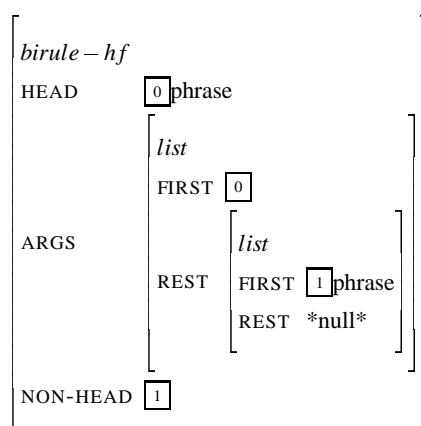 birule – hf
HEAD 0 phrase
list
FIRST 0
ARGS
list
REST FIRST 1 phrase
REST *null*
NON-HEAD 1